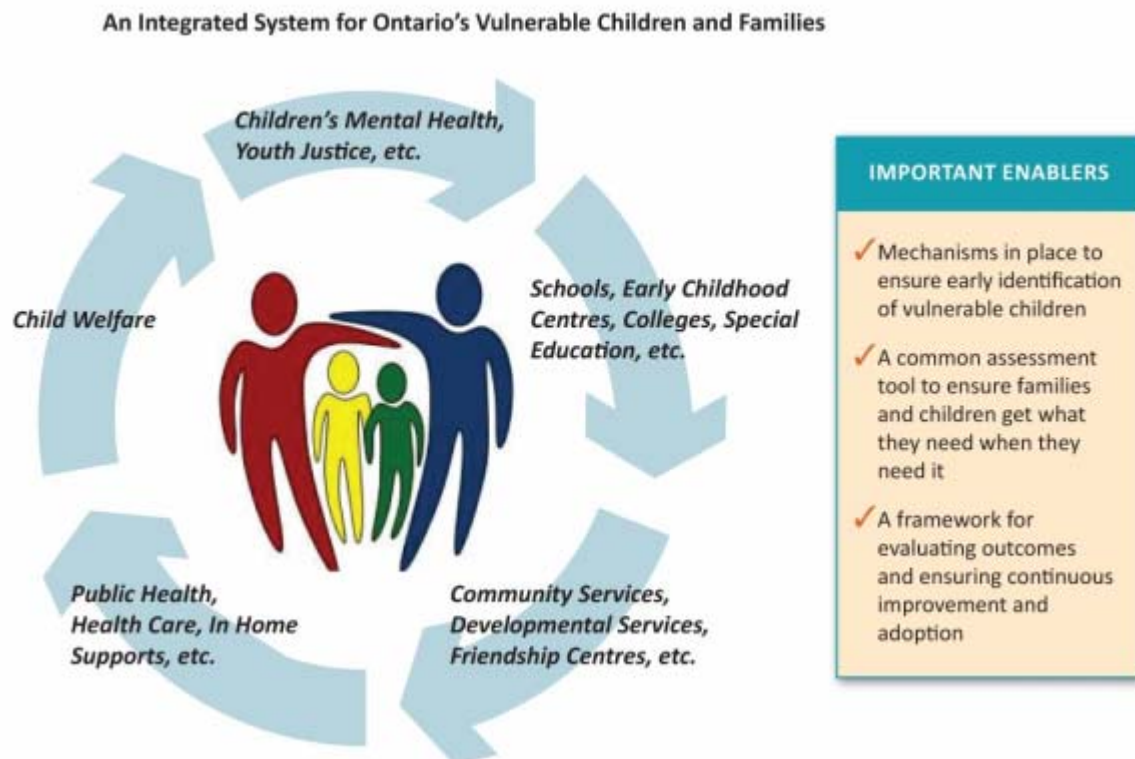 An Integrated System for Ontario's Vulnerable Children and Families
Children's Mental Health,
Youth Justice, etc.
Schools, Early Childhood
Centres, Colleges, Special
Education, etc.
Child Welfare
Public Health,
Health Care, In Home
Supports, etc.
Community Services,
Developmental Services,
Friendship Centres, etc.
IMPORTANT ENABLERS
✓ Mechanisms in place to
ensure early identification
of vulnerable children
✓ A common assessment
tool to ensure families
and children get what
they need when they
need it
✓ A framework for
evaluating outcomes
and ensuring continuous
improvement and
adoption